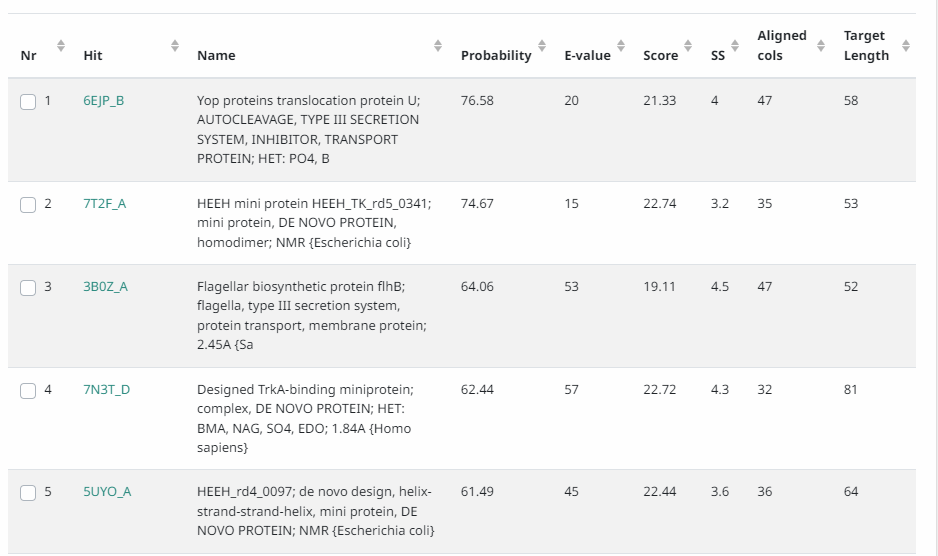 Nr Hit Name Probability E-value Score SS Aligned cols Target Length
1 6EJP_B Yop proteins translocation protein U; 76.58 20 21.33 4 47 58
AUTOCLEAVAGE, TYPE III SECRETION
SYSTEM, INHIBITOR, TRANSPORT
PROTEIN; HET: PO4, B
2 7T2F_A HEEH mini protein HEEH_TK_rd5_0341; 74.67 15 22.74 3.2 35 53
mini protein, DE NOVO PROTEIN,
homodimer; NMR {Escherichia coli}
3 3B0Z_A Flagellar biosynthetic protein flhB; 64.06 53 19.11 4.5 47 52
flagella, type III secretion system,
protein transport, membrane protein;
2.45A {Sa
4 7N3T_D Designed TrkA-binding miniprotein; 62.44 57 22.72 4.3 32 81
complex, DE NOVO PROTEIN; HET:
BMA, NAG, SO4, EDO; 1.84A {Homo
sapiens}
5 5UYO_A HEEH_rd4_0097; de novo design, helix- 61.49 45 22.44 3.6 36 64
strand-strand-helix, mini protein, DE
NOVO PROTEIN; NMR {Escherichia coli}